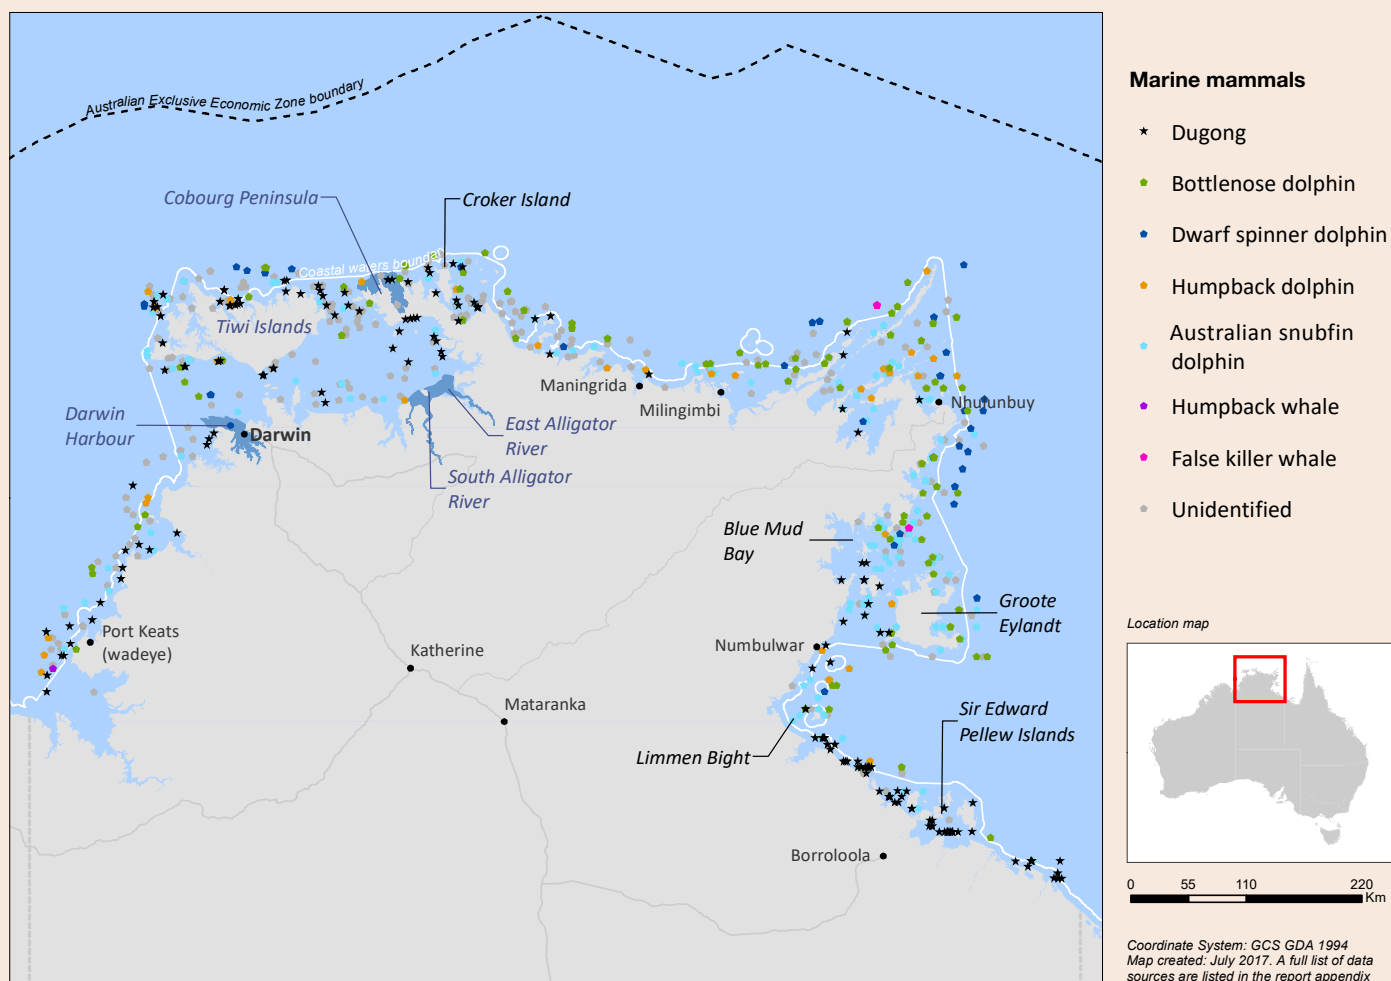 Australian Exclusive Economic Zone boundary
Cobourg Peninsula
Croker Island
Coastal waters boundary
Tiwi Islands
Maningrida
Milingimbi
Nhulunbuy
Darwin
Harbour
Darwin
East Alligator
River
South Alligator
River
Blue Mud
Bay
Groote
Eylandt
Port Keats
(wadeye)
Katherine
Numbulwar
Mataranka
Sir Edward
Pellew Islands
Limmen Bight
Borroloola
Marine mammals
Dugong
Bottlenose dolphin
Dwarf spinner dolphin
Humpback dolphin
Australian snubfin
dolphin
Humpback whale
False killer whale
Unidentified
Location map
0 55 110 220
Km
Coordinate System: GCS GDA 1994
Map created: July 2017. A full list of data
sources are listed in the report appendix